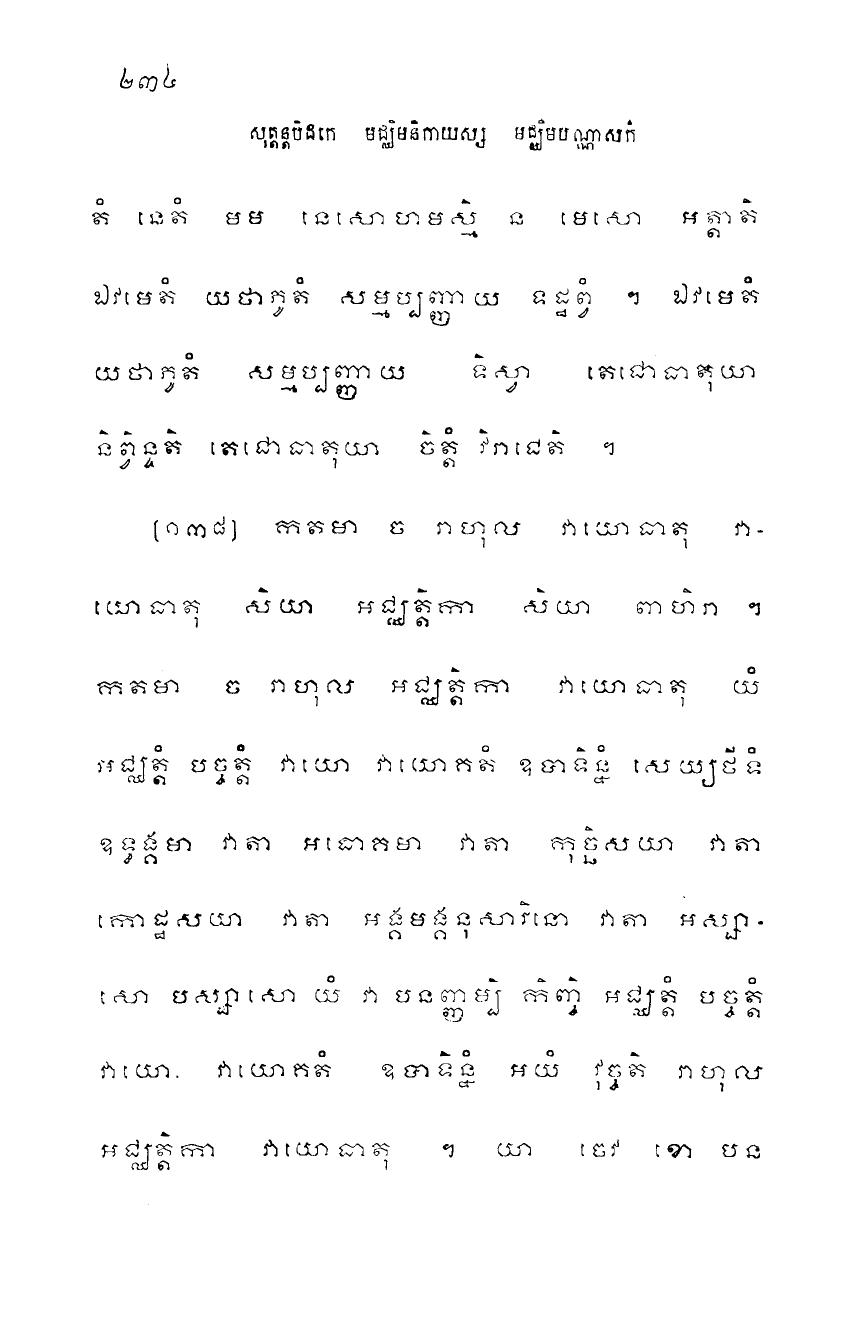 ២៣៤
សុត្តន្តបិដកេ មជ្ឈិមនិកាយស្ស មជ្ឈិមបណ្ណាសកំ
តំ នេតំ មម នេសោហមស្មិ ន មេសោ អត្តាតិ
ឯវមេតំ យថាភូតំ សម្មប្បញ្ញាយ ទដ្ឋព្វំ ។ ឯវមេតំ
យថាភូតំ សម្មប្បញ្ញាយ ទិស្វា តេជោធាតុយា
និព្វិន្ទតិ តេជោធាតុយា ចិត្តំ វិរាជេតិ ។
[១៣៨] កតមា ច រាហុល វាយោធាតុ វា-
យោធាតុ សិយា អជ្ឈត្តិកា សិយា ពាហិរា ។
កតមា ច រាហុល អជ្ឈត្តិកា វាយោធាតុ យំ
អជ្ឈត្តំ បច្ចត្តំ វាយោ វាយោគតំ ឧបាទិន្នំ សេយ្យថីទំ
ឧទ្ធង្គមា វាតា អធោគមា វាតា កុច្ឆិសយា វាតា
កោដ្ឋសយា វាតា អង្គមង្គនុសារិនោ វាតា អស្សា-
សោ បស្សាសោ យំ វា បនញ្ញម្បិ កិញ្ចិ អជ្ឈត្តំ បច្ចត្តំ
វាយោ វាយោគតំ ឧបាទិន្នំ អយំ វុច្ចតិ រាហុល
អជ្ឈត្តិកា វាយោធាតុ ។ យា ចេវ ខោ បន